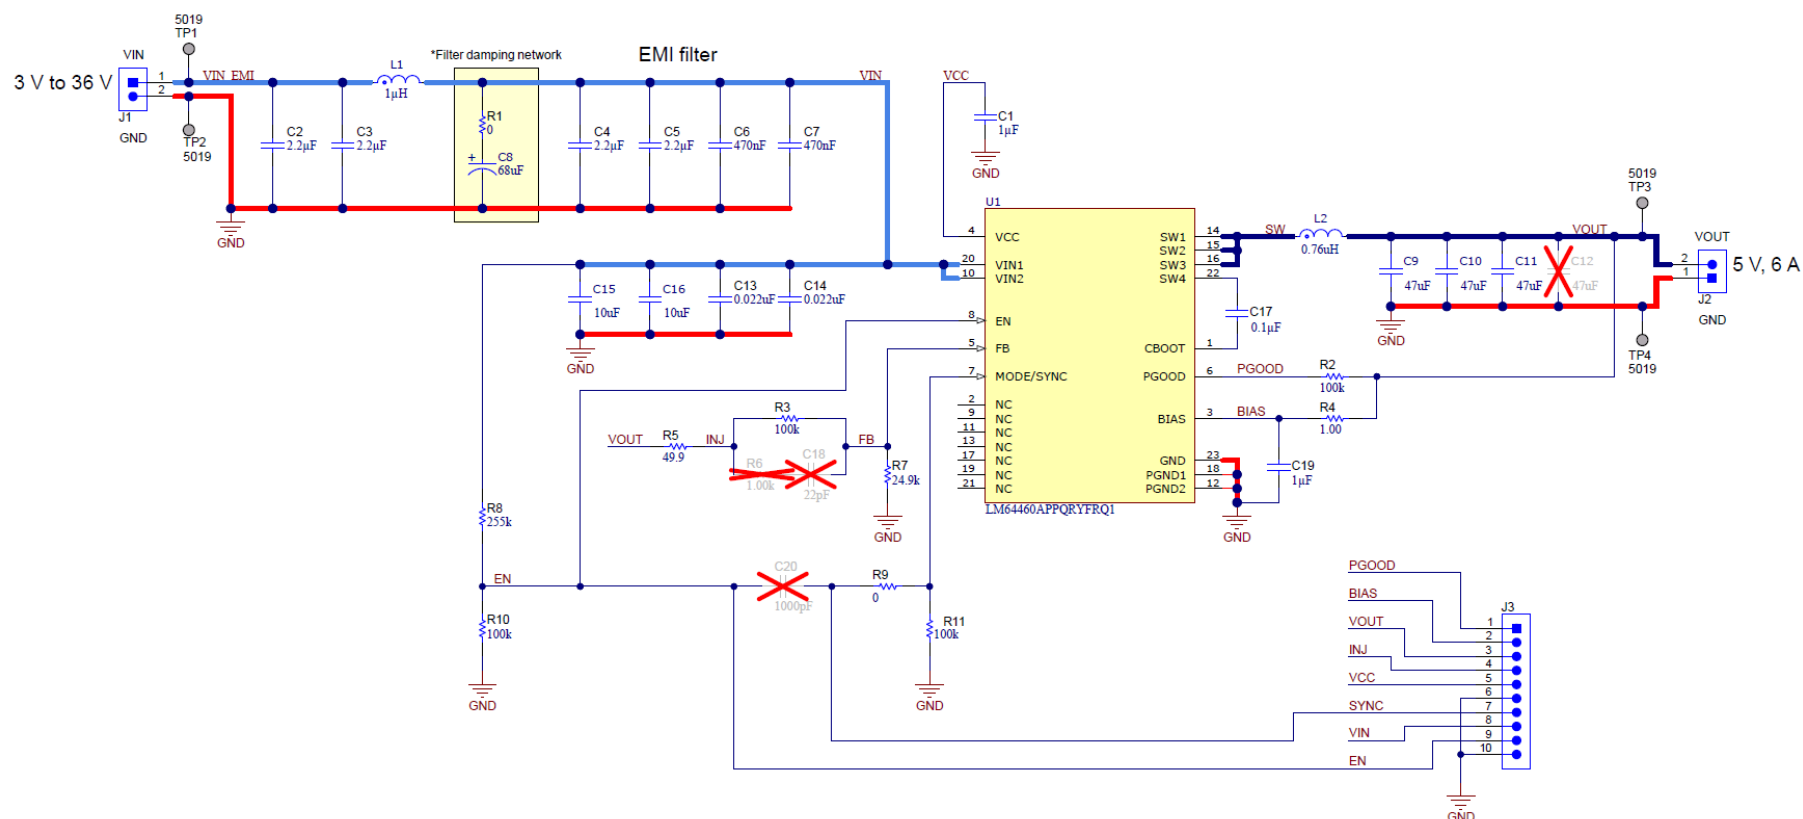 5019
TP1
VIN
3 V to 36 V
1
2
J1
GND
VIN_EMI
TP2
5019
GND
C2
2.2µF
C3
2.2µF
L1
1µH
*Filter damping network
EMI filter
R1
0
+
C8
68uF
C4
2.2µF
C5
2.2µF
C6
470nF
C7
470nF
VIN
VCC
C1
1µF
GND
U1
4 VCC
20 VIN1
10 VIN2
8 EN
5 FB
7 MODE/SYNC
2 NC
9 NC
11 NC
13 NC
17 NC
19 NC
21 NC
SW1 14
SW2 15
SW3 16
SW4 22
CBOOT 1
PGOOD 6
BIAS 3
GND 23
PGND1 18
PGND2 12
LM64460APPQRYFRQ1
C15
10uF
C16
10uF
C13
0.022uF
C14
0.022uF
GND
SW
L2
0.76uH
C9
47uF
C10
47uF
C11
47uF
C12
47uF
GND
VOUT
5019
TP3
VOUT
2
1
J2
GND
5 V, 6 A
TP4
5019
C17
0.1µF
PGOOD
R2
100k
BIAS
R4
1.00
C19
1µF
GND
VOUT
R5
49.9
INJ
R3
100k
R6
1.00k
C18
22pF
FB
R7
24.9k
GND
R8
255k
EN
R10
100k
GND
C20
1000pF
R9
0
R11
100k
GND
J3
PGOOD
BIAS
VOUT
INJ
VCC
SYNC
VIN
EN
1
2
3
4
5
6
7
8
9
10
GND